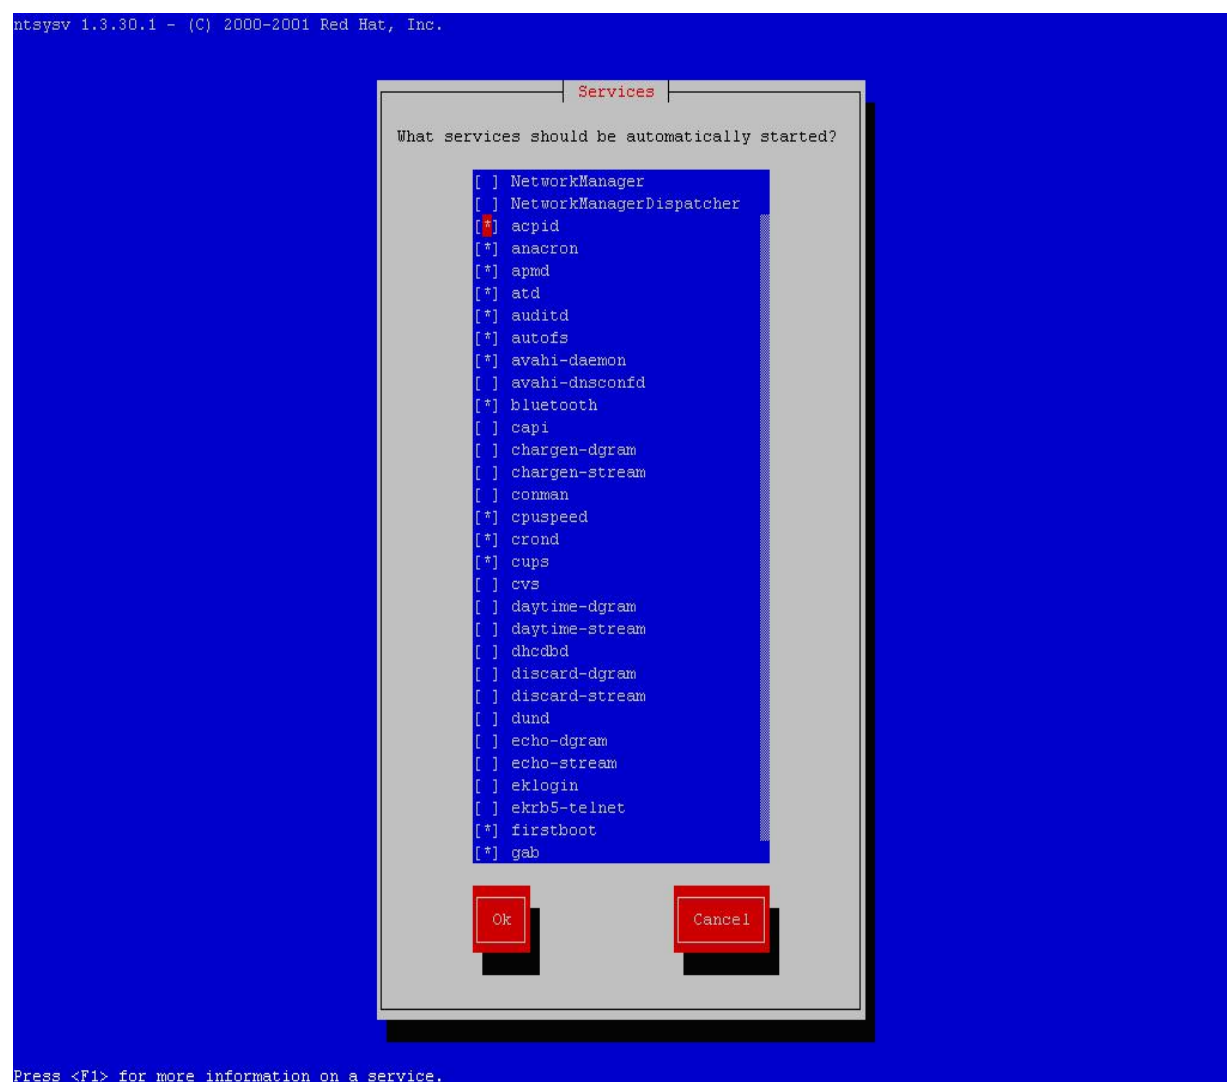 ntsysv 1.3.30.1 - (C) 2000-2001 Red Hat, Inc.
Services
What services should be automatically started?
[ ] NetworkManager
[ ] NetworkManagerDispatcher
[*] acpid
[*] anacron
[*] apmd
[*] atd
[*] auditd
[*] autofs
[*] avahi-daemon
[ ] avahi-dnsconfd
[*] bluetooth
[ ] capi
[ ] chargen-dgram
[ ] chargen-stream
[ ] conman
[*] cpuspeed
[*] crond
[*] cups
[ ] cvs
[ ] daytime-dgram
[ ] daytime-stream
[ ] dhcdbd
[ ] discard-dgram
[ ] discard-stream
[ ] dund
[ ] echo-dgram
[ ] echo-stream
[ ] eklogin
[ ] ekrb5-telnet
[*] firstboot
[*] gab
Ok Cancel
Press <F1> for more information on a service.